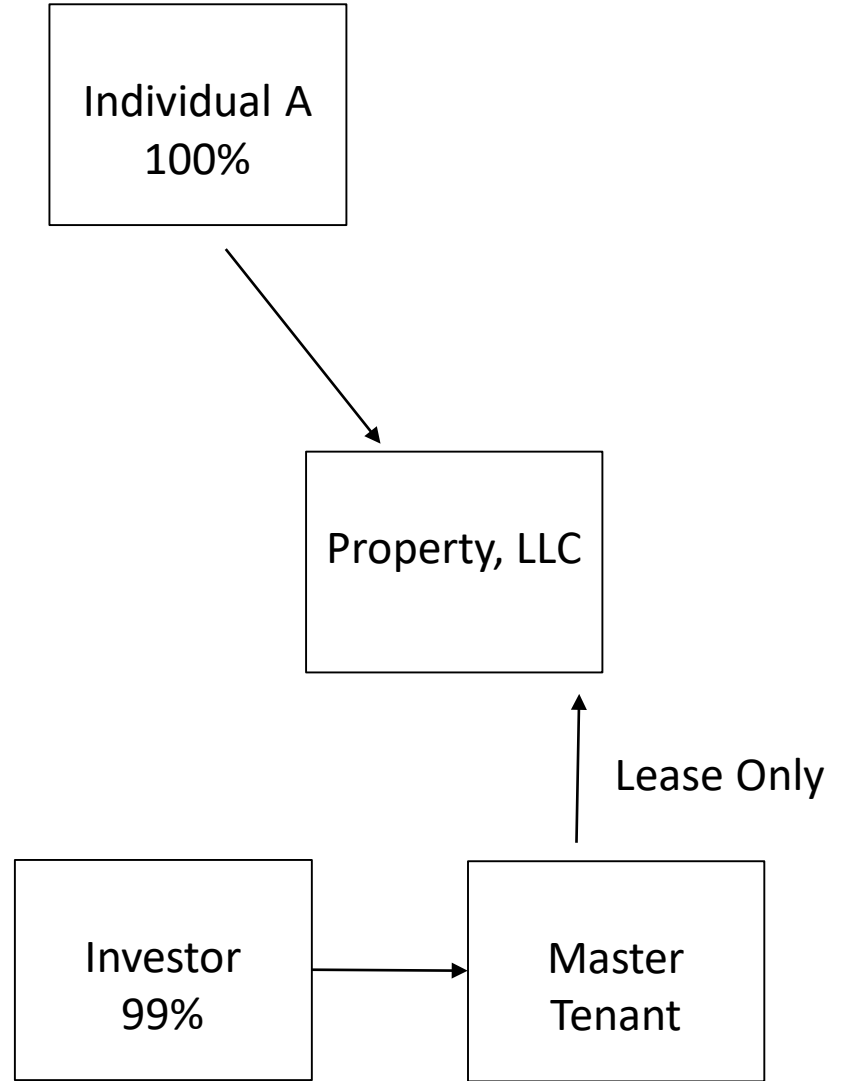 Individual A
100%
Property, LLC
Lease Only
Investor
99%
Master
Tenant